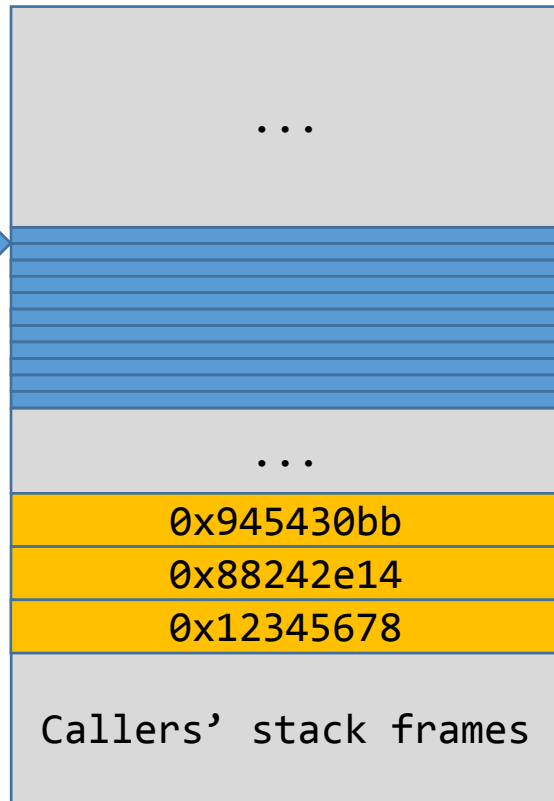 ...
...
0x945430bb
0x88242e14
0x12345678
Callers’ stack frames